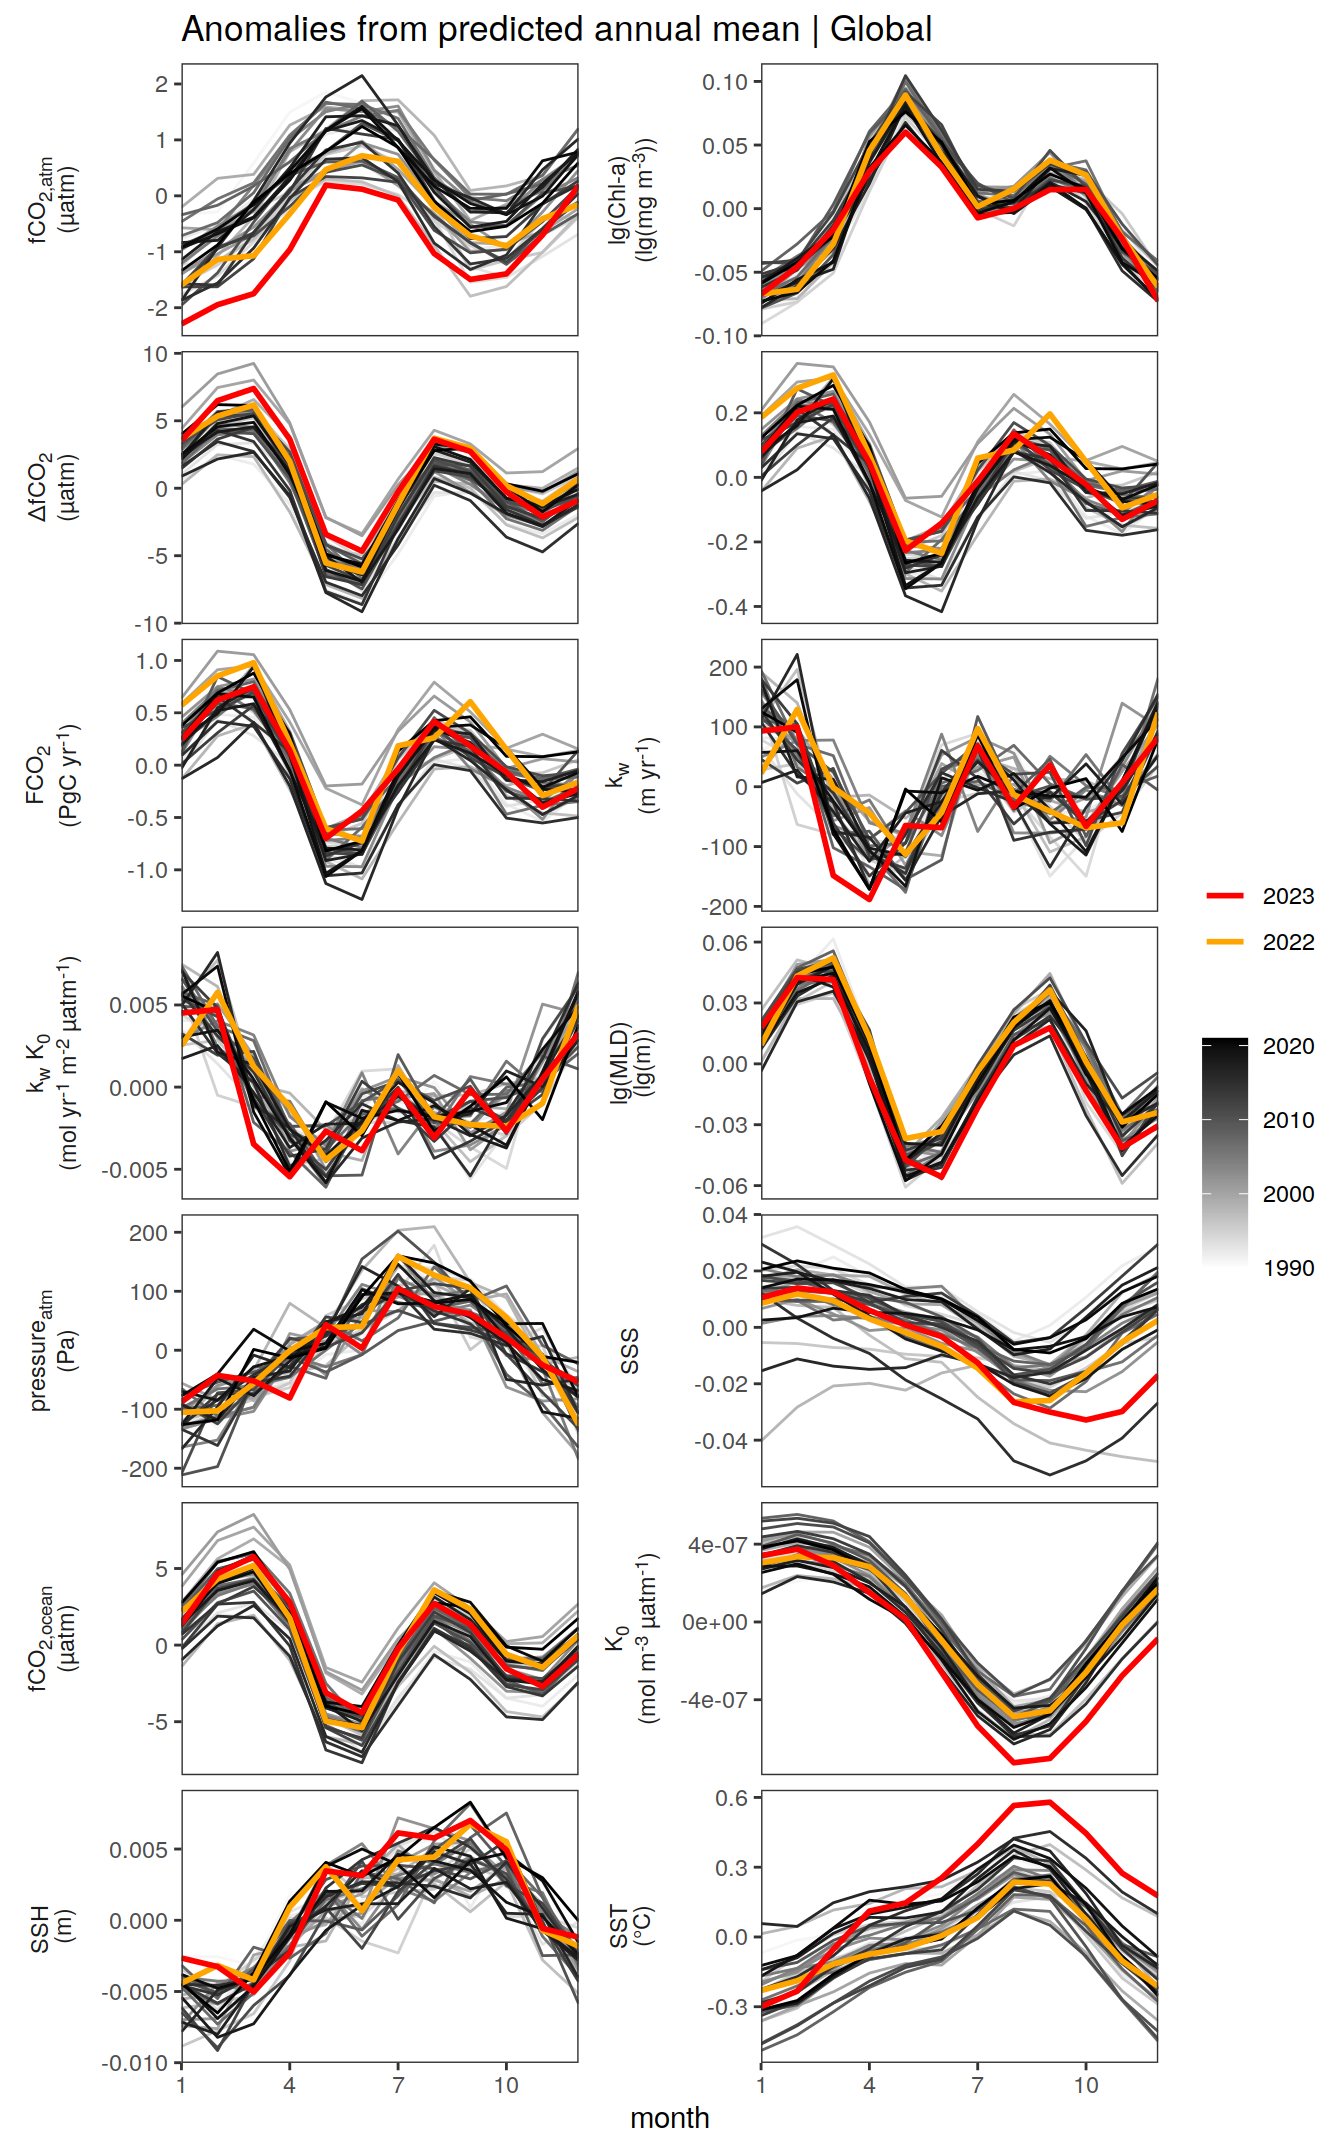 Anomalies from predicted annual mean | Global
fCO2,atm
(µatm)
2
1
0
-1
-2
lg(Chl-a)
(lg(mg m-3))
0.10
0.05
0.00
-0.05
-0.10
ΔfCO2
(µatm)
10
5
0
-5
-10
0.2
0.0
-0.2
-0.4
FCO2
(PgC yr-1)
1.0
0.5
0.0
-0.5
-1.0
kw
(m yr-1)
200
100
0
-100
-200
kw K0
(mol yr-1 m-2 µatm-1)
0.005
0.000
-0.005
lg(MLD)
(lg(m))
0.06
0.03
0.00
-0.03
-0.06
pressureatm
(Pa)
200
100
0
-100
-200
SSS
0.04
0.02
0.00
-0.02
-0.04
fCO2,ocean
(µatm)
5
0
-5
K0
(mol m-3 µatm-1)
4e-07
0e+00
-4e-07
SSH
(m)
0.005
0.000
-0.005
-0.010
SST
(°C)
0.6
0.3
0.0
-0.3
1
4
7
10
1
4
7
10
month
2023
2022
2020
2010
2000
1990